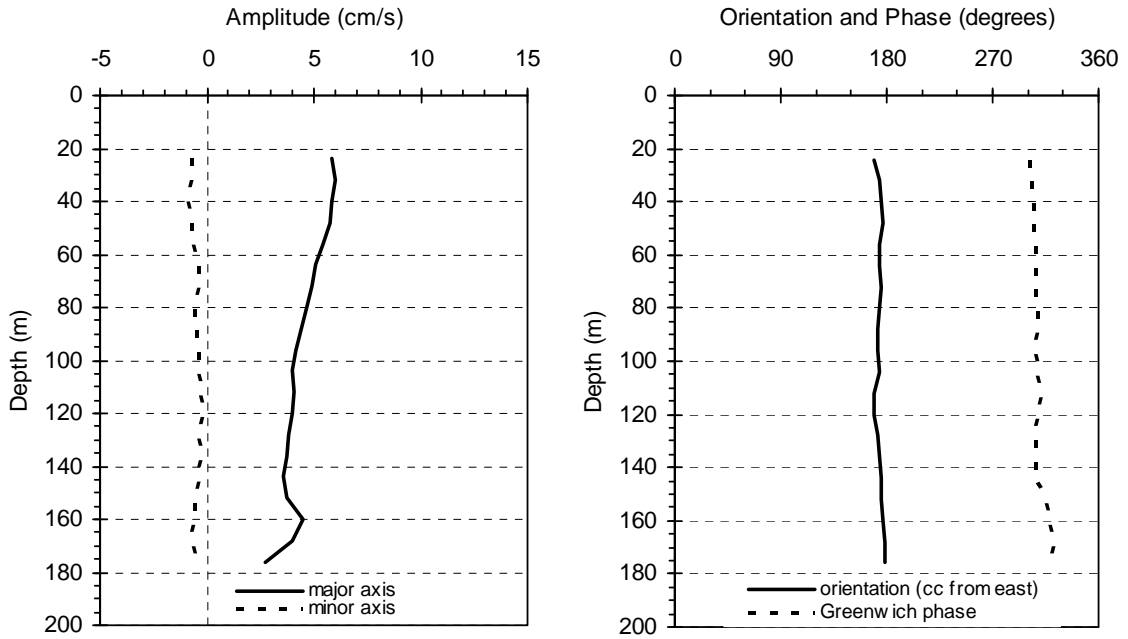 Amplitude (cm/s)
-5 0 5 10 15
0
20
40
60
80
100
120
140
160
180
200
Depth (m)
major axis
minor axis
Orientation and Phase (degrees)
0 90 180 270 360
0
20
40
60
80
100
120
140
160
180
200
Depth (m)
orientation (cc from east)
Greenwich phase